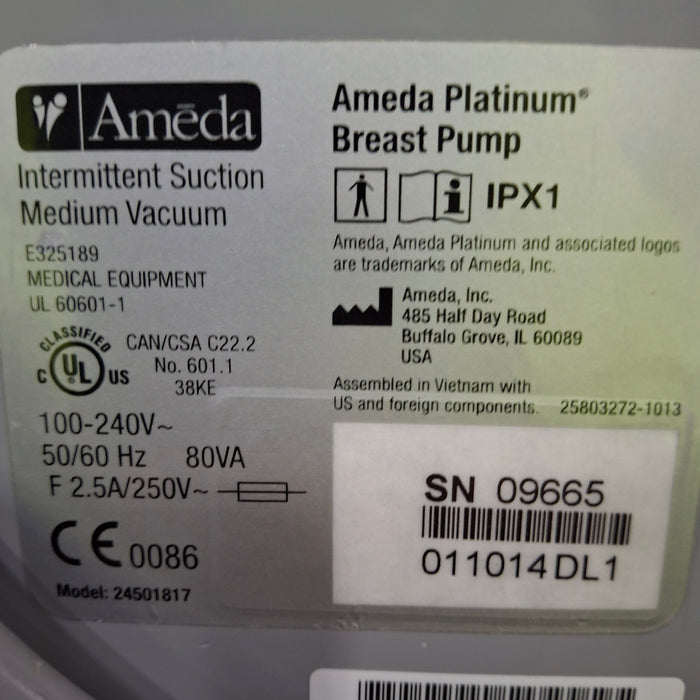 Amēda
Intermittent Suction
Medium Vacuum
E325189
MEDICAL EQUIPMENT
UL 60601-1
CLASSIFIED
C UL US
CAN/CSA C22.2
No. 601.1
38KE
100-240V~
50/60 Hz 80VA
F 2.5A/250V~
CE 0086
Model: 24501817
Ameda Platinum®
Breast Pump
i IPX1
Ameda, Ameda Platinum and associated logos
are trademarks of Ameda, Inc.
Ameda, Inc.
485 Half Day Road
Buffalo Grove, IL 60089
USA
Assembled in Vietnam with
US and foreign components. 25803272-1013
SN 09665
011014DL1